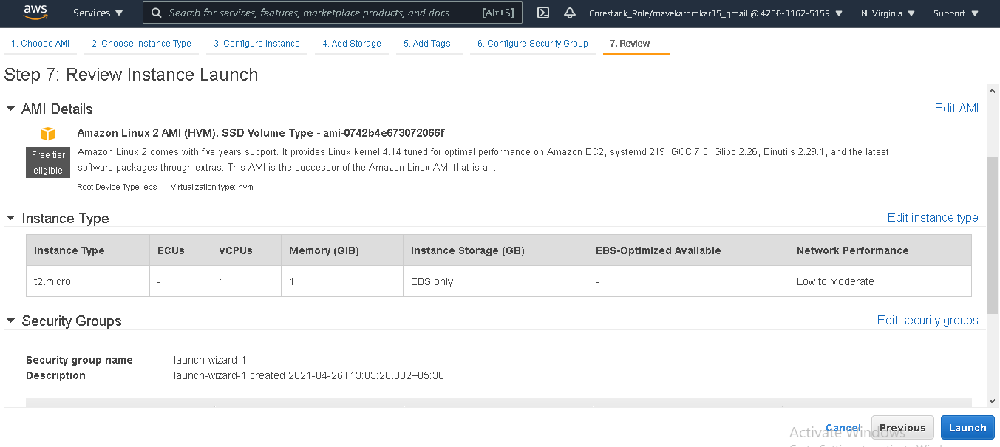 aws Services Search for services, features, marketplace products, and docs [Alt+S] Corestack_Role/mayekaromkar15_gmail @ 4250-1162-5159 N. Virginia Support
1. Choose AMI 2. Choose Instance Type 3. Configure Instance 4. Add Storage 5. Add Tags 6. Configure Security Group 7. Review
Step 7: Review Instance Launch
AMI Details Edit AMI
Amazon Linux 2 AMI (HVM), SSD Volume Type - ami-0742b4e673072066f
Free tier eligible
Amazon Linux 2 comes with five years support. It provides Linux kernel 4.14 tuned for optimal performance on Amazon EC2, systemd 219, GCC 7.3, Glibc 2.26, Binutils 2.29.1, and the latest
software packages through extras. This AMI is the successor of the Amazon Linux AMI that is a...
Root Device Type: ebs Virtualization type: hvm
Instance Type Edit instance type
Instance Type ECUs vCPUs Memory (GiB) Instance Storage (GB) EBS-Optimized Available Network Performance
t2.micro - 1 1 EBS only - Low to Moderate
Security Groups Edit security groups
Security group name launch-wizard-1
Description launch-wizard-1 created 2021-04-26T13:03:20.382+05:30
Cancel Previous Launch
Activate Windows